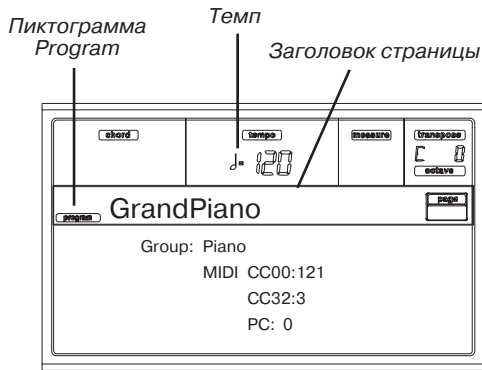 Пиктограмма
Program
Темп
Заголовок страницы
chord
tempo
measure
transpose
♩= 120
C 0
octave
program
GrandPiano
page
Group: Piano
MIDI CC00:121
CC32:3
PC: 0